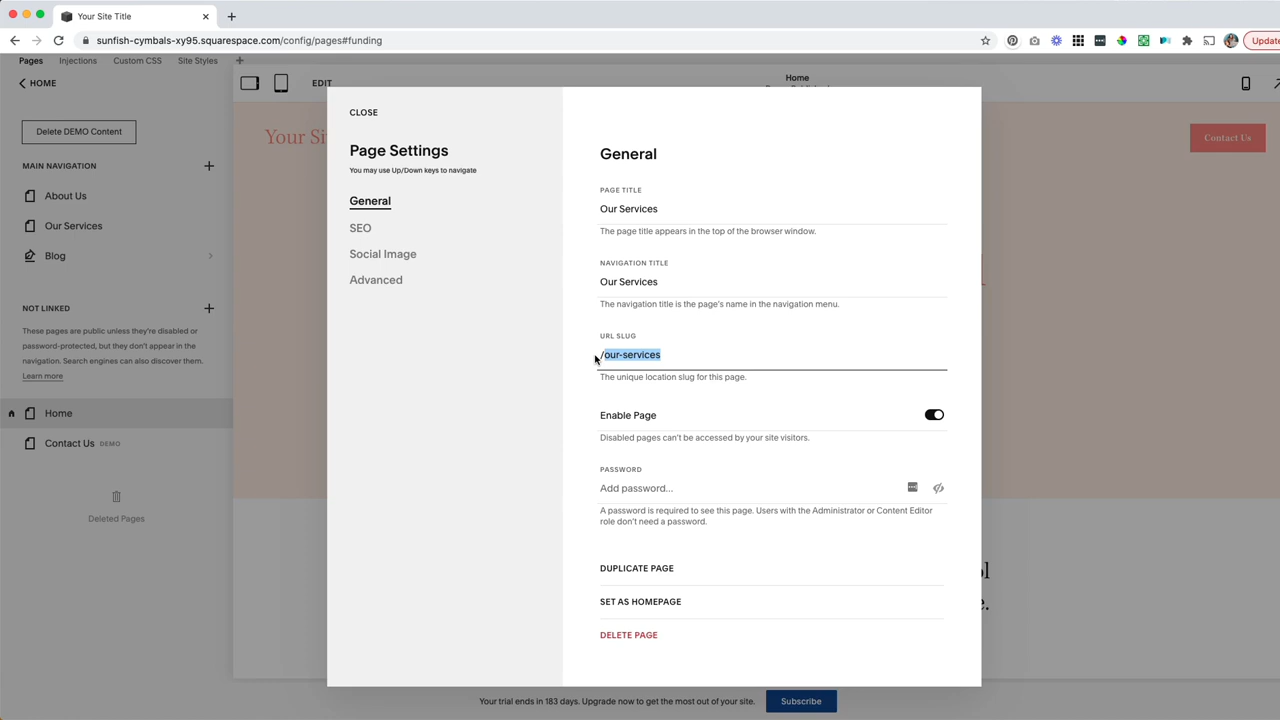 Your Site Title
sunfish-cymbals-xy95.squarespace.com/config/pages#funding
Update
Pages
Injections
Custom CSS
Site Styles
HOME
EDIT
Home
Delete DEMO Content
MAIN NAVIGATION
About Us
Our Services
Blog
NOT LINKED
These pages are public unless they're disabled or
password-protected, but they don't appear in the
navigation. Search engines can also discover them.
Learn more
Home
Contact Us DEMO
Deleted Pages
Your Si
Contact Us
CLOSE
Page Settings
You may use Up/Down keys to navigate
General
SEO
Social Image
Advanced
General
PAGE TITLE
Our Services
The page title appears in the top of the browser window.
NAVIGATION TITLE
Our Services
The navigation title is the page's name in the navigation menu.
URL SLUG
/our-services
The unique location slug for this page.
Enable Page
Disabled pages can't be accessed by your site visitors.
PASSWORD
Add password...
A password is required to see this page. Users with the Administrator or Content Editor
role don't need a password.
DUPLICATE PAGE
SET AS HOMEPAGE
DELETE PAGE
Your trial ends in 183 days. Upgrade now to get the most out of your site.
Subscribe